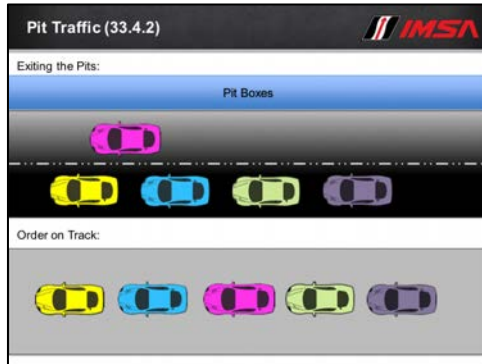 Pit Traffic (33.4.2)
IMSA
Exiting the Pits:
Pit Boxes
Order on Track: